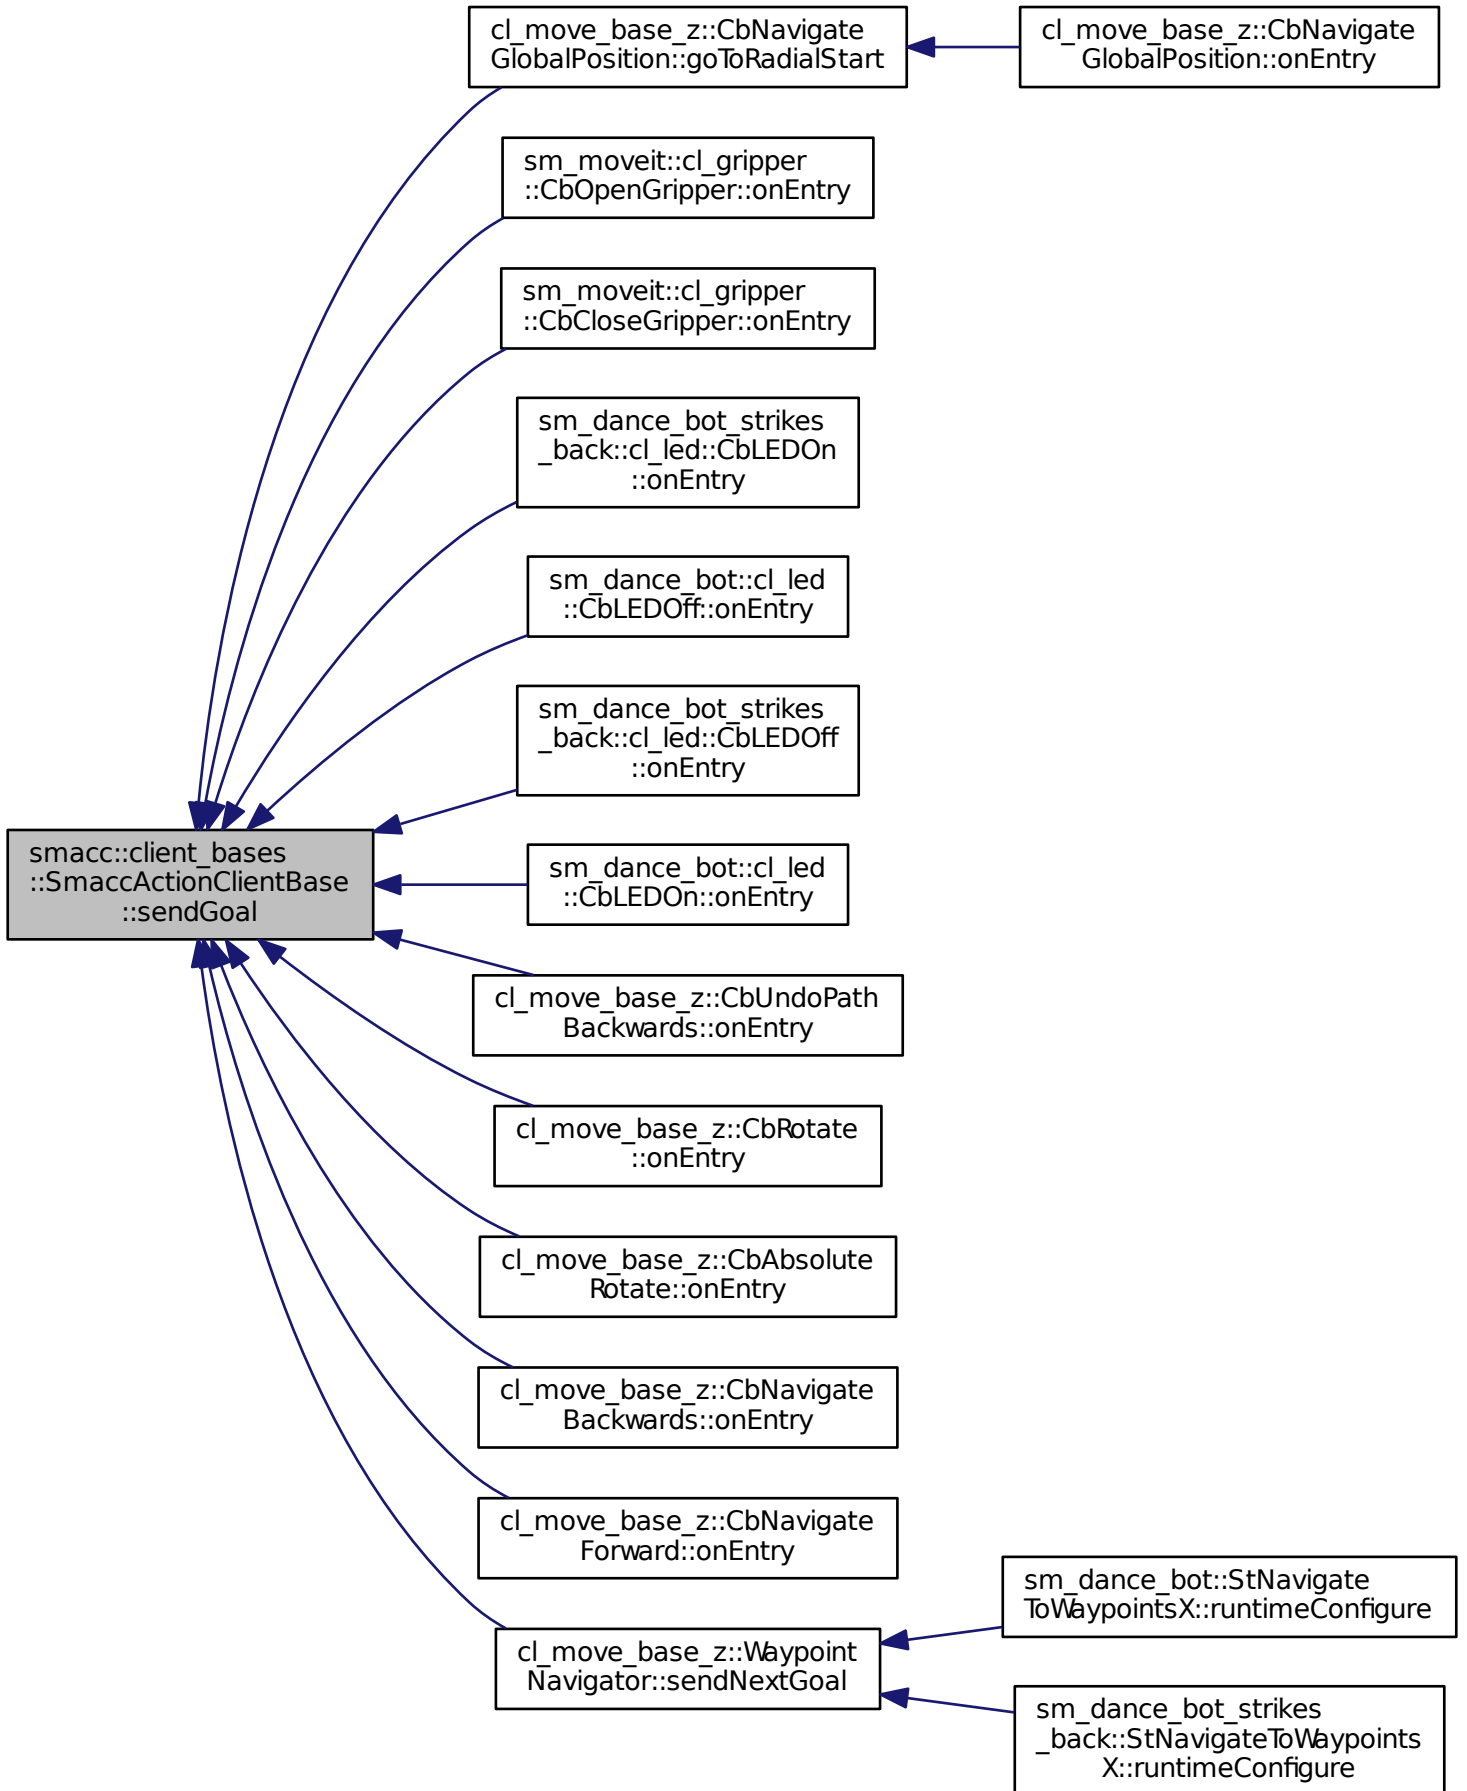 cl_move_base_z::CbNavigate
GlobalPosition::goToRadialStart
cl_move_base_z::CbNavigate
GlobalPosition::onEntry
sm_moveit::cl_gripper
::CbOpenGripper::onEntry
sm_moveit::cl_gripper
::CbCloseGripper::onEntry
sm_dance_bot_strikes
_back::cl_led::CbLEDOn
::onEntry
sm_dance_bot::cl_led
::CbLEDOff::onEntry
sm_dance_bot_strikes
_back::cl_led::CbLEDOff
::onEntry
smacc::client_bases
::SmaccActionClientBase
::sendGoal
sm_dance_bot::cl_led
::CbLEDOn::onEntry
cl_move_base_z::CbUndoPath
Backwards::onEntry
cl_move_base_z::CbRotate
::onEntry
cl_move_base_z::CbAbsolute
Rotate::onEntry
cl_move_base_z::CbNavigate
Backwards::onEntry
cl_move_base_z::CbNavigate
Forward::onEntry
cl_move_base_z::Waypoint
Navigator::sendNextGoal
sm_dance_bot::StNavigate
ToWaypointsX::runtimeConfigure
sm_dance_bot_strikes
_back::StNavigateToWaypoints
X::runtimeConfigure